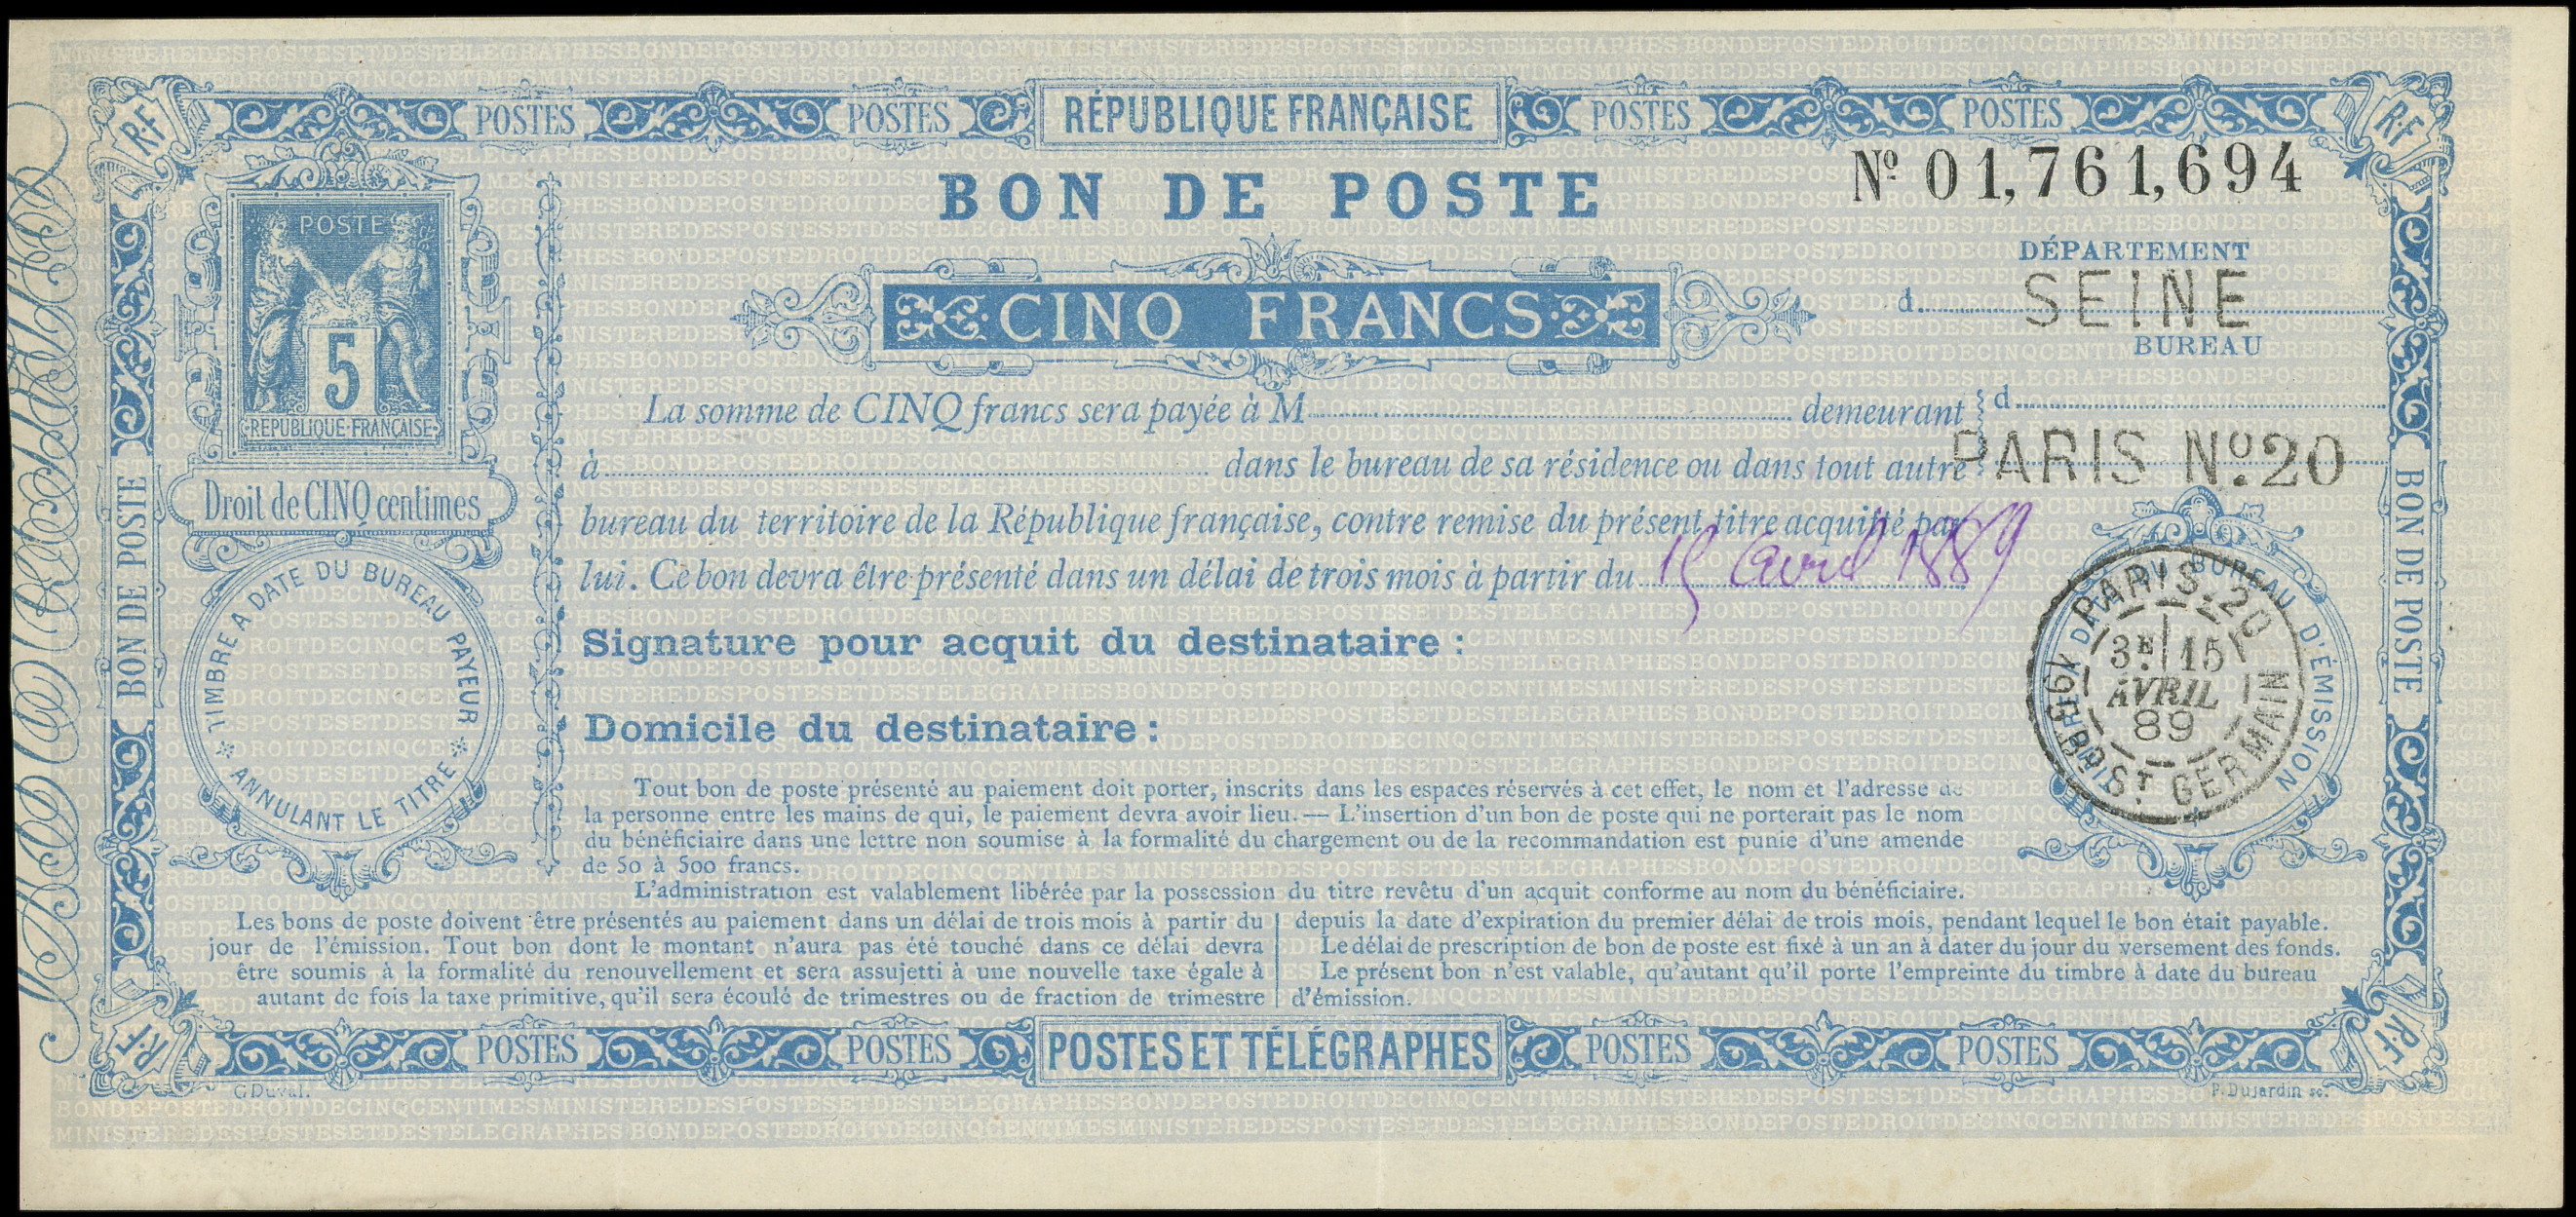 POSTES POSTES RÉPUBLIQUE FRANÇAISE POSTES POSTES
R·F
R·F
BON DE POSTE
Nº 01,761,694
POSTE
5
RÉPUBLIQUE FRANÇAISE
Droit de CINQ centimes
CINQ FRANCS
DÉPARTEMENT
d SEINE
BUREAU
d
PARIS Nº 20
La somme de CINQ francs sera payée à M demeurant
à dans le bureau de sa résidence ou dans tout autre
bureau du territoire de la République française, contre remise du présent titre acquitté par
lui. Ce bon devra être présenté dans un délai de trois mois à partir du 15 avril 1889
Signature pour acquit du destinataire :
Domicile du destinataire :
TIMBRE A DATE DU BUREAU PAYEUR
ANNULANT LE TITRE
TIMBRE A DATE DU BUREAU D'ÉMISSION
PARIS. 20
3E 15
AVRIL
89
BD ST GERMAIN
BON DE POSTE
BON DE POSTE
Tout bon de poste présenté au paiement doit porter, inscrits dans les espaces réservés à cet effet, le nom et l'adresse de
la personne entre les mains de qui, le paiement devra avoir lieu. — L'insertion d'un bon de poste qui ne porterait pas le nom
du bénéficiaire dans une lettre non soumise à la formalité du chargement ou de la recommandation est punie d'une amende
de 50 à 500 francs.
L'administration est valablement libérée par la possession du titre revêtu d'un acquit conforme au nom du bénéficiaire.
Les bons de poste doivent être présentés au paiement dans un délai de trois mois à partir du
jour de l'émission. Tout bon dont le montant n'aura pas été touché dans ce délai devra
être soumis à la formalité du renouvellement et sera assujetti à une nouvelle taxe égale à
autant de fois la taxe primitive, qu'il sera écoulé de trimestres ou de fraction de trimestre
depuis la date d'expiration du premier délai de trois mois, pendant lequel le bon était payable.
Le délai de prescription de bon de poste est fixé à un an à dater du jour du versement des fonds.
Le présent bon n'est valable, qu'autant qu'il porte l'empreinte du timbre à date du bureau
d'émission.
R·F
R·F
POSTES POSTES POSTES ET TÉLÉGRAPHES POSTES POSTES
G. Duval.
P. Dujardin sc.